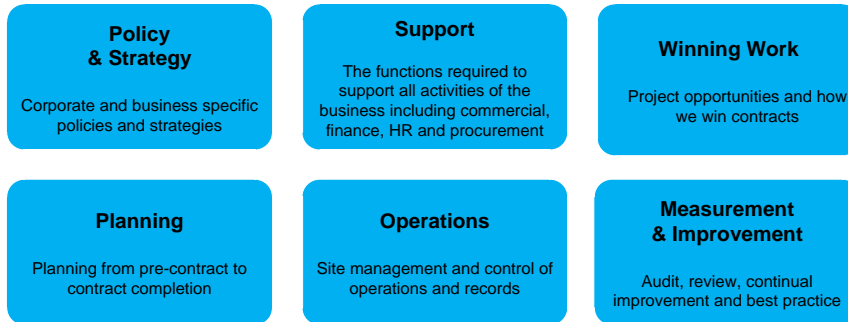 Policy
& Strategy
Corporate and business specific
policies and strategies
Support
The functions required to
support all activities of the
business including commercial,
finance, HR and procurement
Winning Work
Project opportunities and how
we win contracts
Planning
Planning from pre-contract to
contract completion
Operations
Site management and control of
operations and records
Measurement
& Improvement
Audit, review, continual
improvement and best practice